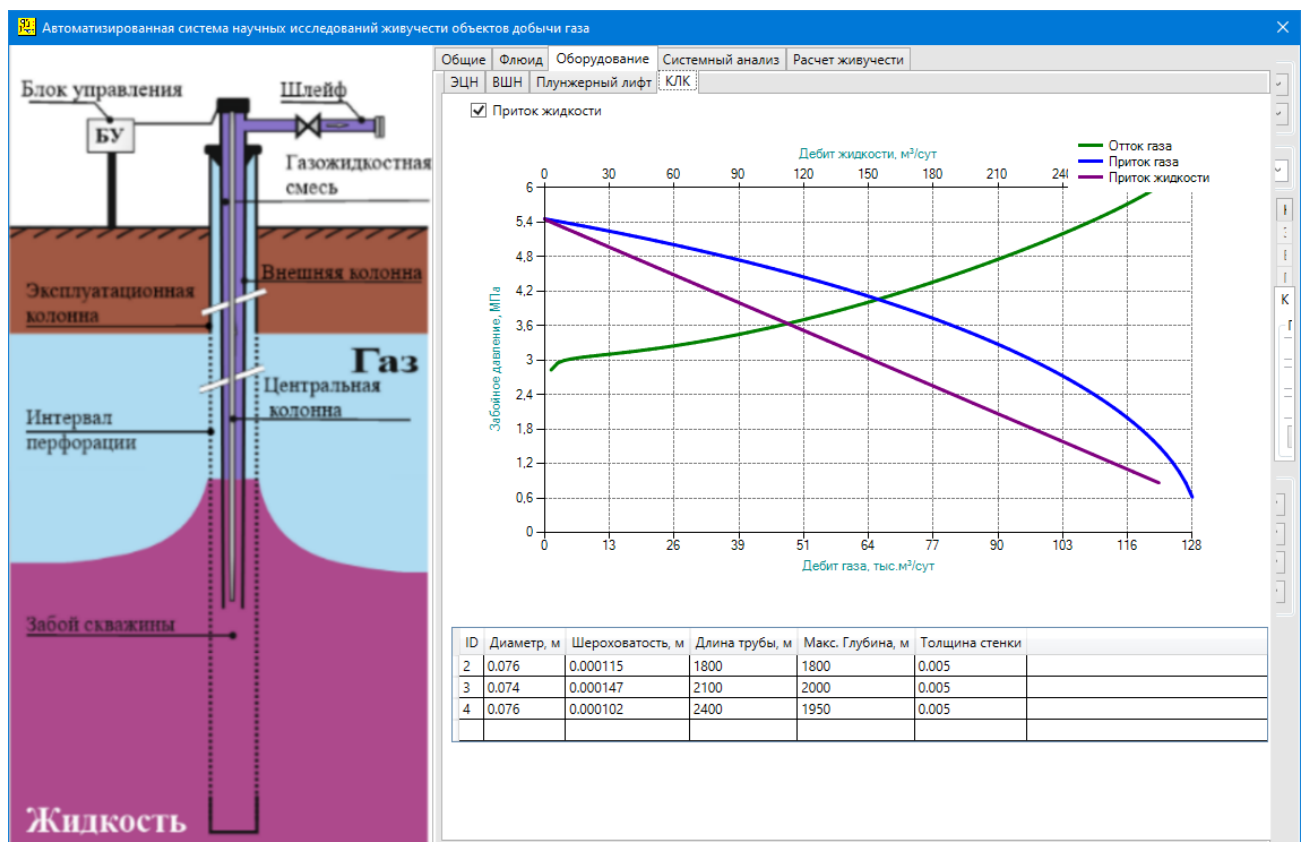 Автоматизированная система научных исследований живучести объектов добычи газа
Блок управления
Шлейф
БУ
Газожидкостная
смесь
Внешняя колонна
Эксплуатационная
колонна
Газ
Центральная
колонна
Интервал
перфорации
Забой скважины
Жидкость
Общие Флюид Оборудование Системный анализ Расчет живучести
ЭЦН ВШН Плунжерный лифт КЛК
Приток жидкости
Отток газа
Приток газа
Приток жидкости
Дебит жидкости, м³/сут
0 30 60 90 120 150 180 210
6
5,4
4,8
4,2
3,6
3
2,4
1,8
1,2
0,6
0
Забойное давление, МПа
0 13 26 39 51 64 77 90 103 116 128
Дебит газа, тыс.м³/сут
ID Диаметр, м Шероховатость, м Длина трубы, м Макс. Глубина, м Толщина стенки
2 0.076 0.000115 1800 1800 0.005
3 0.074 0.000147 2100 2000 0.005
4 0.076 0.000102 2400 1950 0.005
К